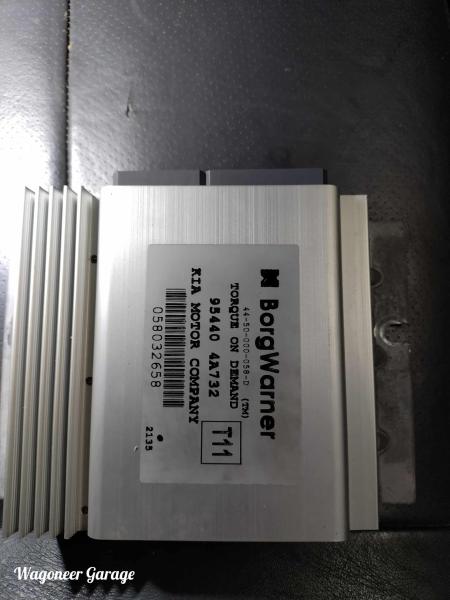 BorgWarner
44-50-000-058-D
TORQUE ON DEMAND (TM)
95440 4A732
T11
KIA MOTOR COMPANY
058032658
2135
Wagoneer Garage